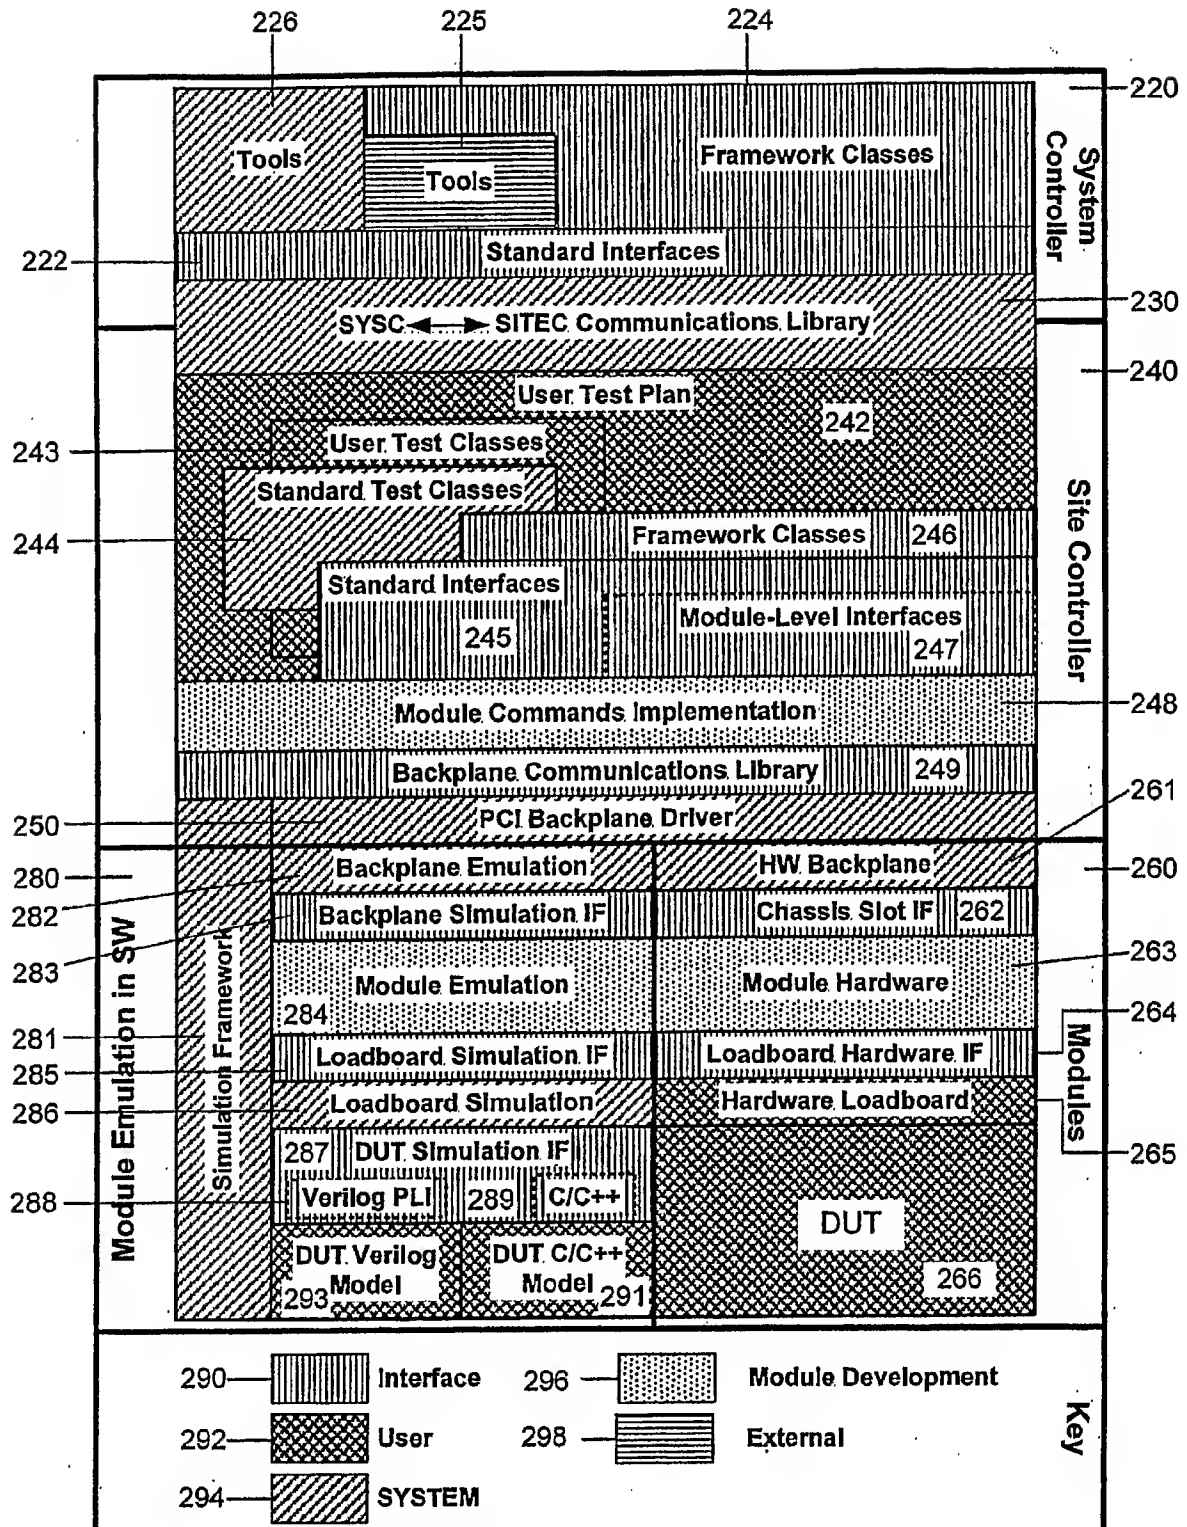 226
225
224
220
Tools
Tools
Framework Classes
System Controller
222
Standard Interfaces
230
SYSC SITEC Communications Library
240
User Test Plan
242
243
User Test Classes
Standard Test Classes
Site Controller
244
Framework Classes
246
Standard Interfaces
245
Module-Level Interfaces
247
Module Commands Implementation
248
Backplane Communications Library
249
261
250
PCI Backplane Driver
280
Backplane Emulation
HW Backplane
260
282
Backplane Simulation IF
Chassis Slot IF
262
283
Module Emulation in SW
Simulation Framework
263
Module Emulation
Module Hardware
284
264
281
Loadboard Simulation IF
Loadboard Hardware IF
Modules
285
286
Loadboard Simulation
Hardware Loadboard
287
DUT Simulation IF
265
288
Verilog PLI
289
C/C++
DUT
DUT Verilog Model
293
DUT C/C++ Model
291
266
290
Interface
296
Module Development
Key
292
User
298
External
294
SYSTEM